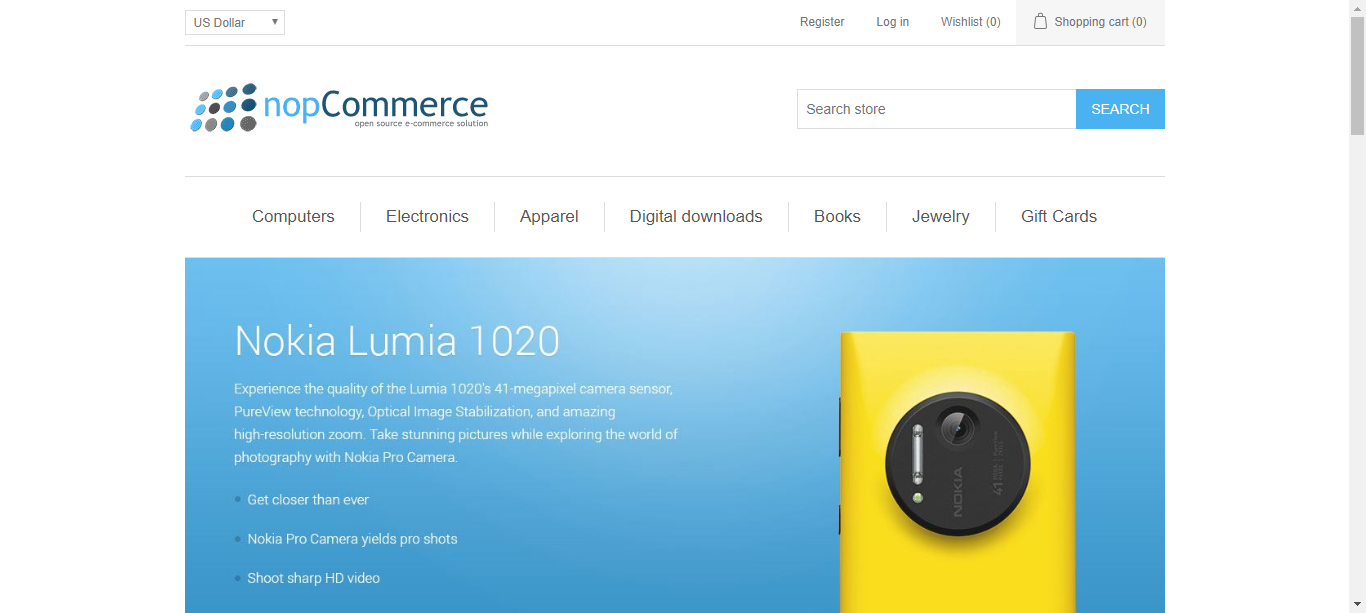 US Dollar
Register
Log in
Wishlist (0)
Shopping cart (0)
nopCommerce
open source e-commerce solution
Search store
SEARCH
Computers
Electronics
Apparel
Digital downloads
Books
Jewelry
Gift Cards
Nokia Lumia 1020
Experience the quality of the Lumia 1020's 41-megapixel camera sensor,
PureView technology, Optical Image Stabilization, and amazing
high-resolution zoom. Take stunning pictures while exploring the world of
photography with Nokia Pro Camera.
Get closer than ever
Nokia Pro Camera yields pro shots
Shoot sharp HD video
NOKIA
41